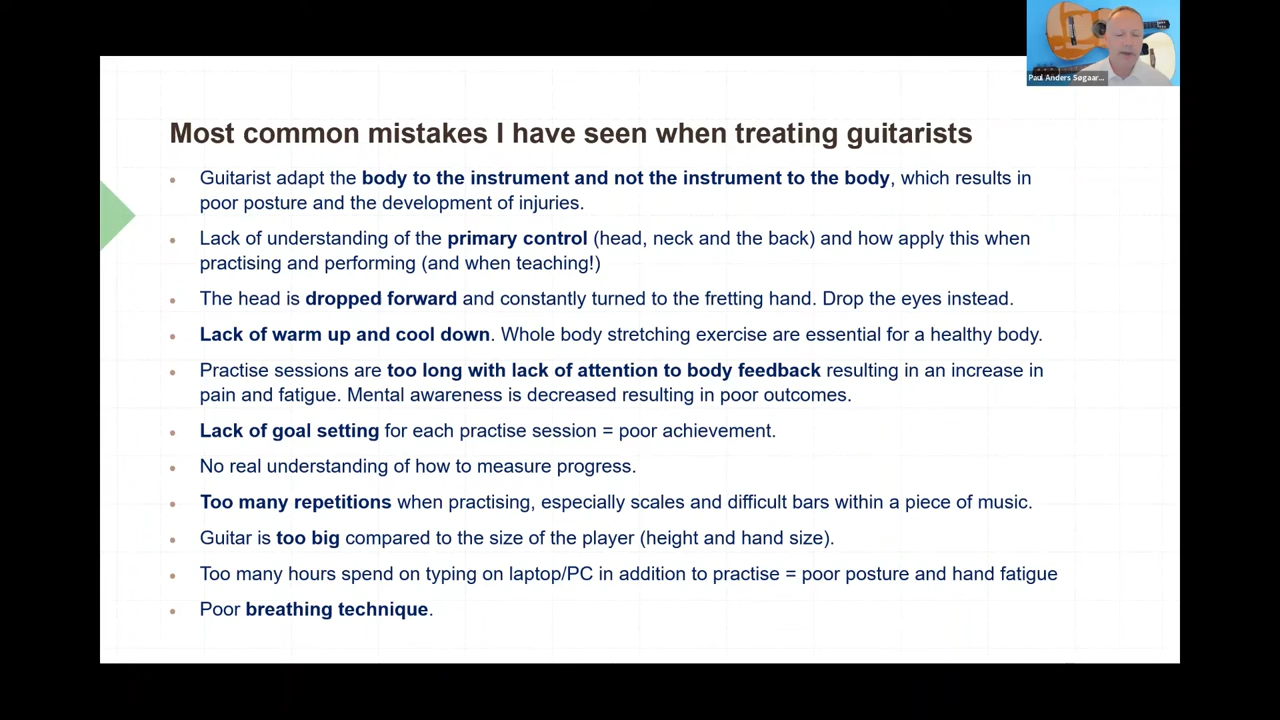 Paul Anders Søgaar...
Most common mistakes I have seen when treating guitarists
• Guitarist adapt the body to the instrument and not the instrument to the body, which results in
poor posture and the development of injuries.
• Lack of understanding of the primary control (head, neck and the back) and how apply this when
practising and performing (and when teaching!)
• The head is dropped forward and constantly turned to the fretting hand. Drop the eyes instead.
• Lack of warm up and cool down. Whole body stretching exercise are essential for a healthy body.
• Practise sessions are too long with lack of attention to body feedback resulting in an increase in
pain and fatigue. Mental awareness is decreased resulting in poor outcomes.
• Lack of goal setting for each practise session = poor achievement.
• No real understanding of how to measure progress.
• Too many repetitions when practising, especially scales and difficult bars within a piece of music.
• Guitar is too big compared to the size of the player (height and hand size).
• Too many hours spend on typing on laptop/PC in addition to practise = poor posture and hand fatigue
• Poor breathing technique.